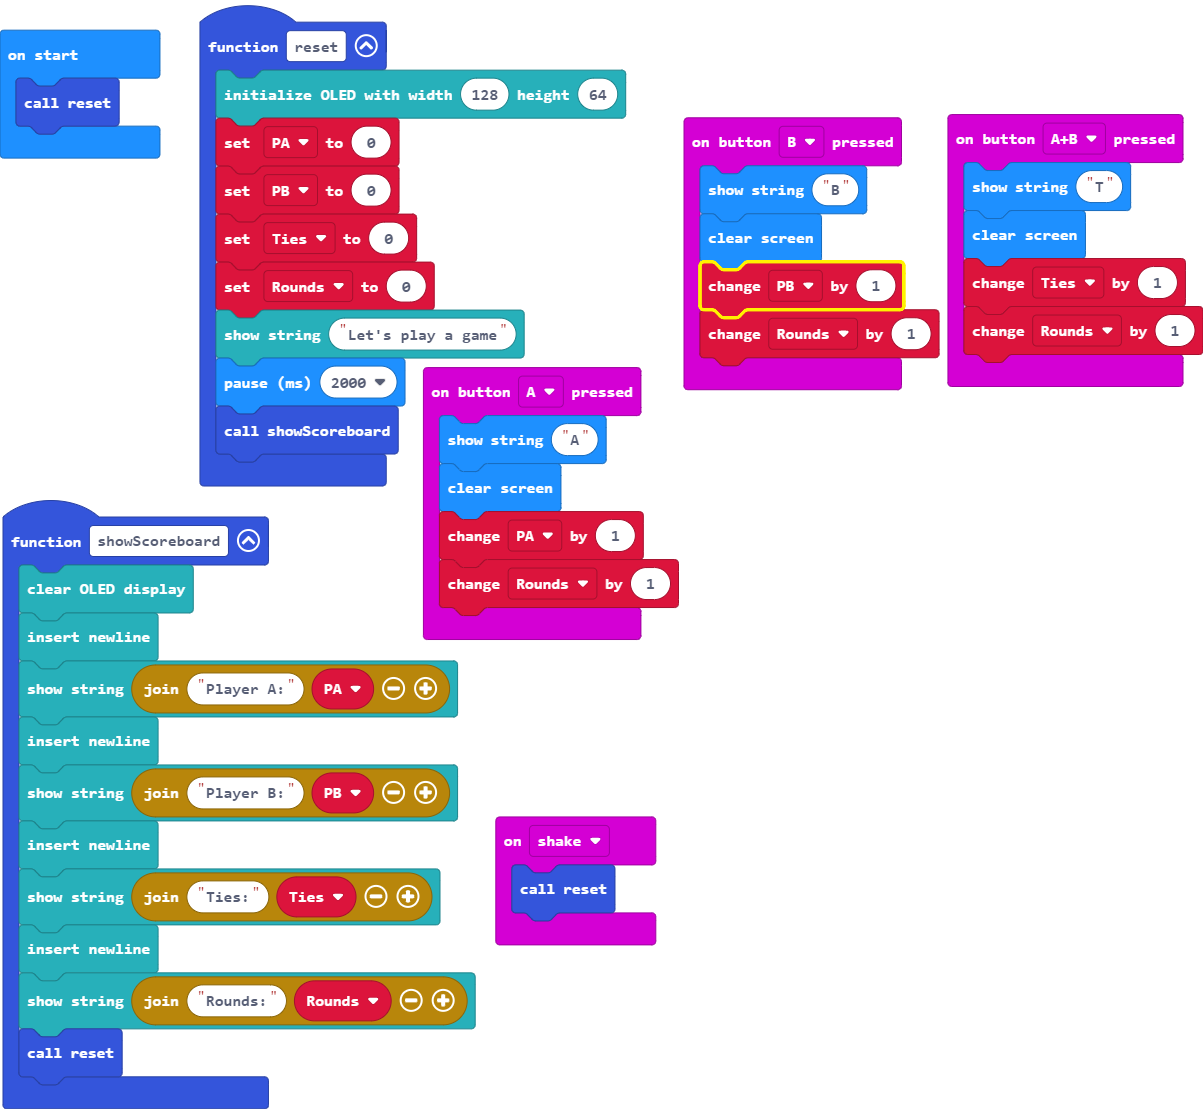 on start
call reset
function reset
initialize OLED with width 128 height 64
set PA to 0
set PB to 0
set Ties to 0
set Rounds to 0
show string "Let's play a game"
pause (ms) 2000
call showScoreboard
on button A pressed
show string "A"
clear screen
change PA by 1
change Rounds by 1
on button B pressed
show string "B"
clear screen
change PB by 1
change Rounds by 1
on button A+B pressed
show string "T"
clear screen
change Ties by 1
change Rounds by 1
function showScoreboard
clear OLED display
insert newline
show string join "Player A:" PA
insert newline
show string join "Player B:" PB
insert newline
show string join "Ties:" Ties
insert newline
show string join "Rounds:" Rounds
call reset
on shake
call reset